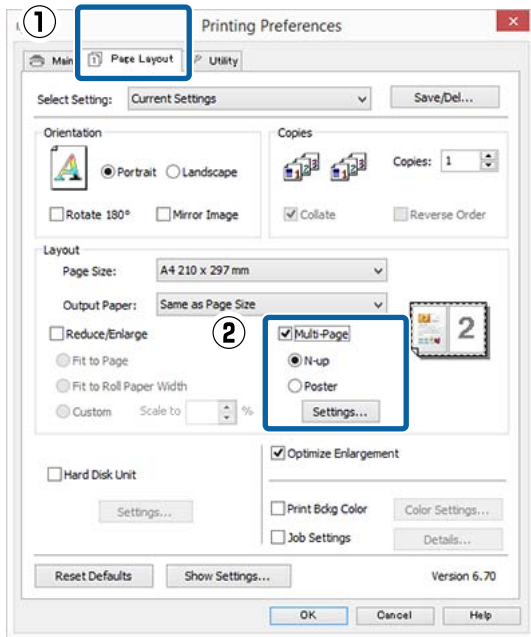 ① Printing Preferences
Main Page Layout Utility
Select Setting: Current Settings Save/Del...
Orientation Copies
Portrait Landscape Copies: 1
Rotate 180° Mirror Image Collate Reverse Order
Layout
Page Size: A4 210 x 297 mm
Output Paper: Same as Page Size
Reduce/Enlarge ② Multi-Page 2
Fit to Page N-up
Fit to Roll Paper Width Poster
Custom Scale to % Settings...
Optimize Enlargement
Hard Disk Unit
Settings... Print Bckg Color Color Settings...
Job Settings Details...
Reset Defaults Show Settings... Version 6.70
OK Cancel Help